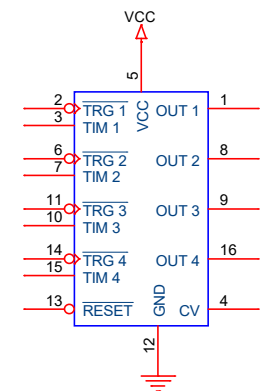 VCC
5
2 TRG 1 VCC OUT 1 1
3 TIM 1
6 TRG 2 OUT 2 8
7 TIM 2
11 TRG 3 OUT 3 9
10 TIM 3
14 TRG 4 OUT 4 16
15 TIM 4
13 RESET GND CV 4
12